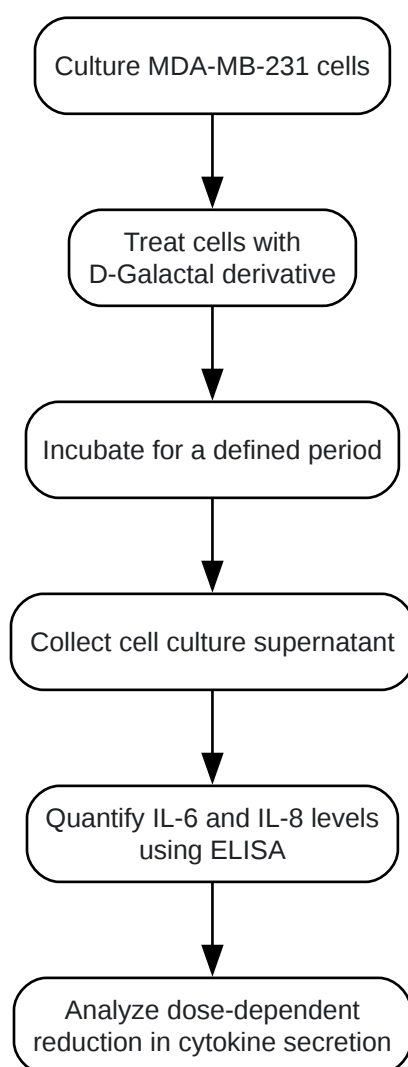 Culture MDA-MB-231 cells
Treat cells with
D-Galactal derivative
Incubate for a defined period
Collect cell culture supernatant
Quantify IL-6 and IL-8 levels
using ELISA
Analyze dose-dependent
reduction in cytokine secretion